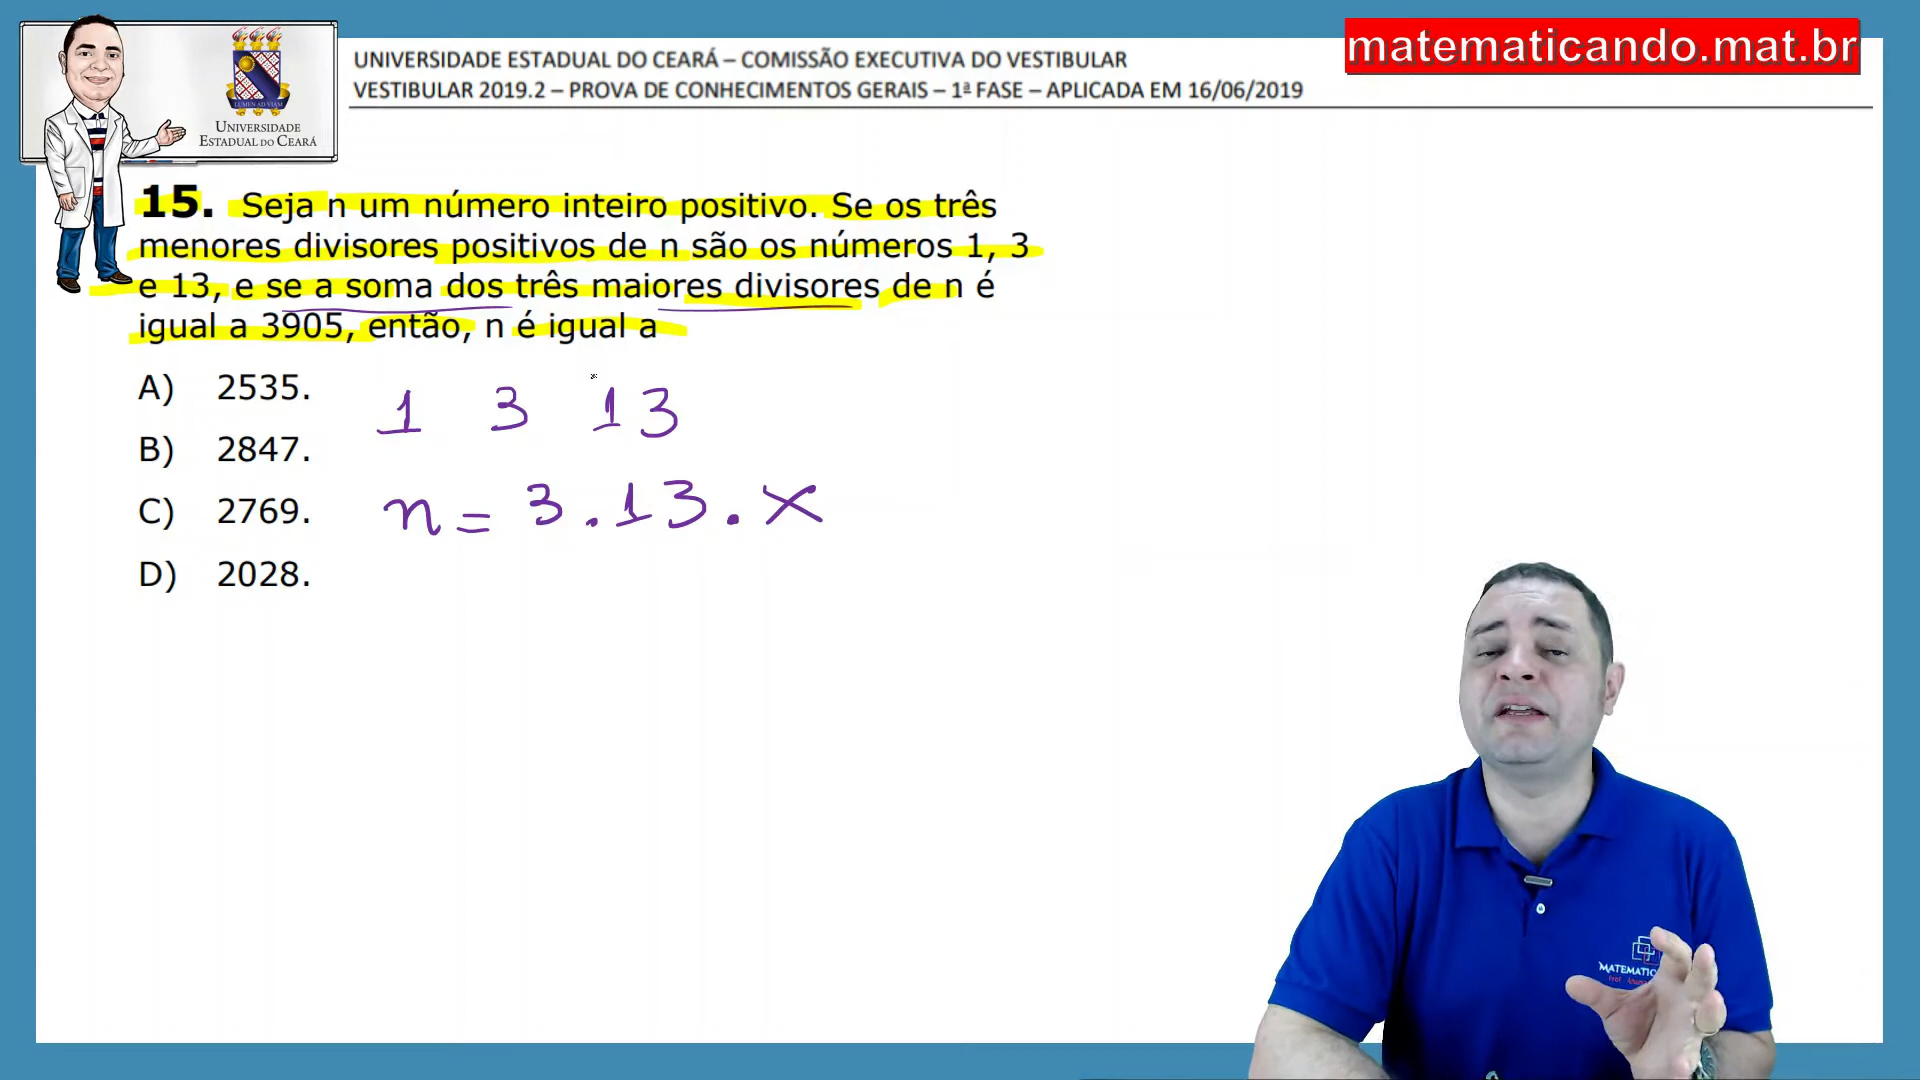 matematicando.mat.br
UNIVERSIDADE ESTADUAL DO CEARÁ – COMISSÃO EXECUTIVA DO VESTIBULAR
VESTIBULAR 2019.2 – PROVA DE CONHECIMENTOS GERAIS – 1ª FASE – APLICADA EM 16/06/2019
LUMEN AD VIAM
UNIVERSIDADE
ESTADUAL DO CEARÁ
15. Seja n um número inteiro positivo. Se os três
menores divisores positivos de n são os números 1, 3
e 13, e se a soma dos três maiores divisores de n é
igual a 3905, então, n é igual a
A) 2535.
B) 2847.
C) 2769.
D) 2028.
1 3 13
n = 3 . 13 . x